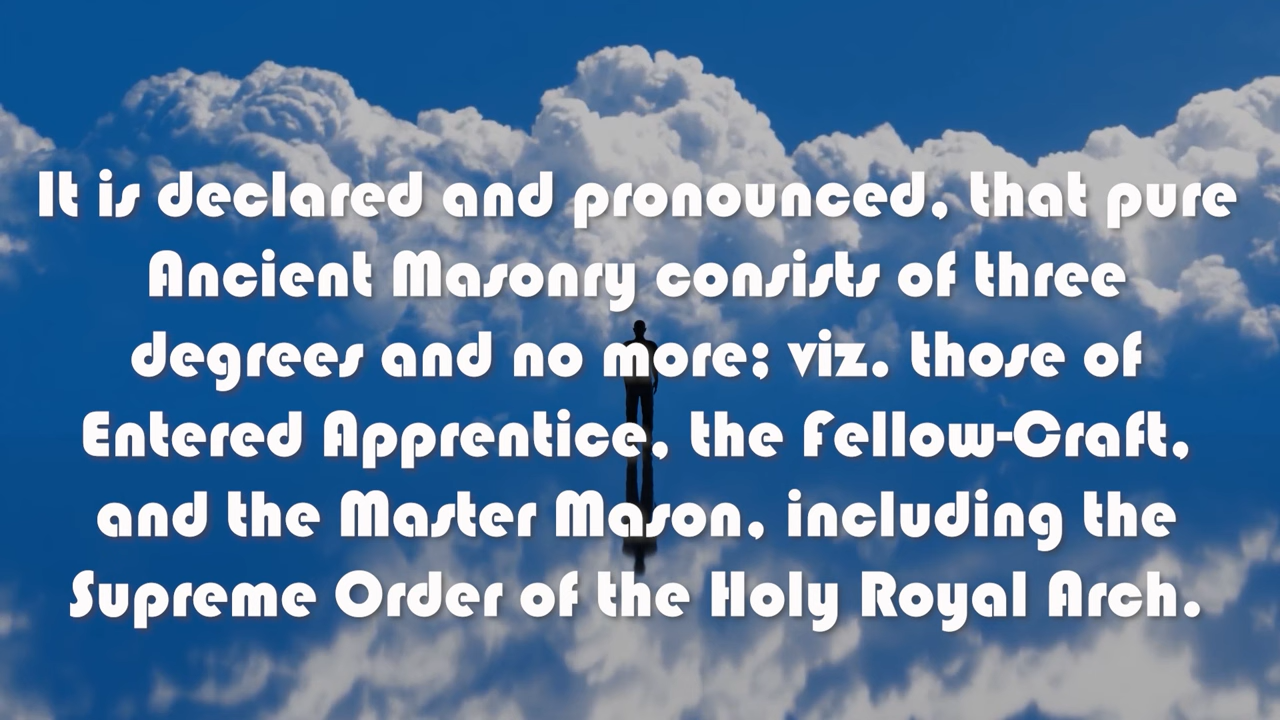 It is declared and pronounced, that pure
Ancient Masonry consists of three
degrees and no more; viz. those of
Entered Apprentice, the Fellow-Craft,
and the Master Mason, including the
Supreme Order of the Holy Royal Arch.